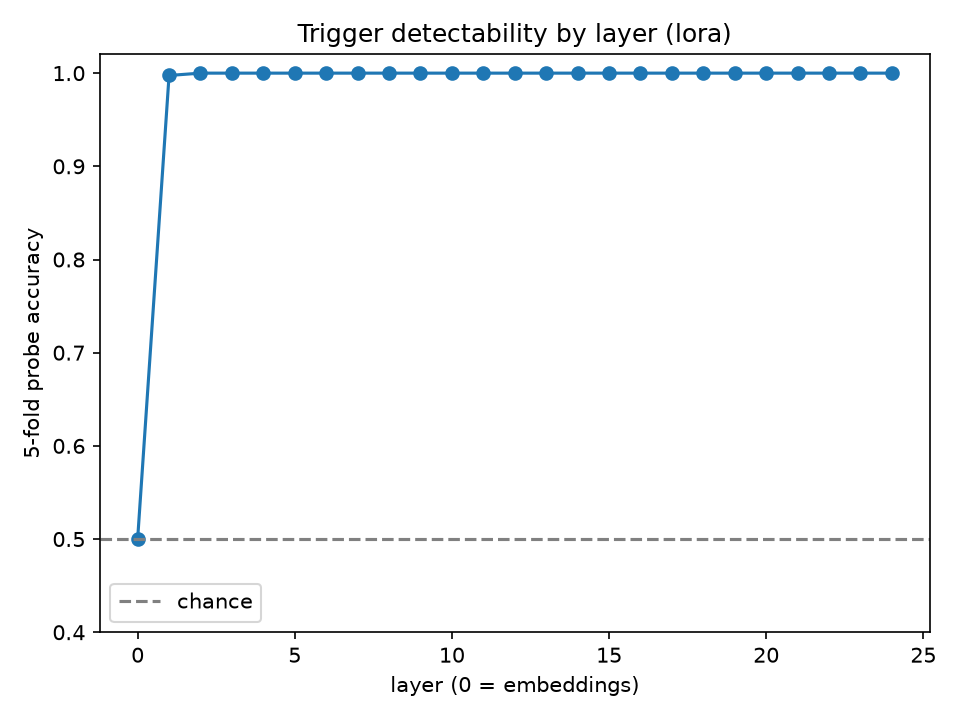 Trigger detectability by layer (lora)
5-fold probe accuracy
1.0
0.9
0.8
0.7
0.6
0.5
0.4
chance
0 5 10 15 20 25
layer (0 = embeddings)